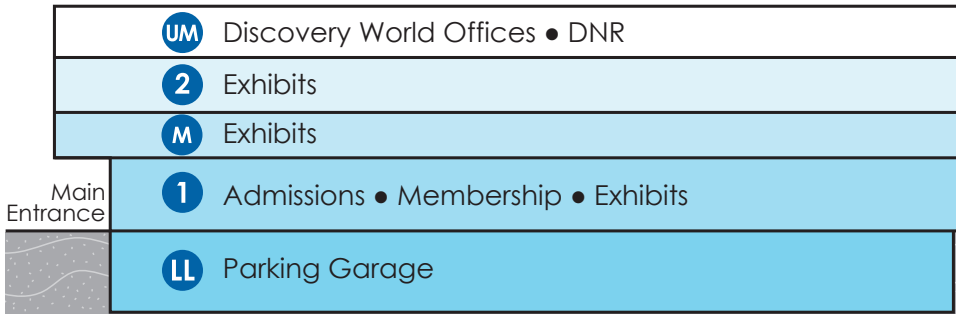 UM Discovery World Offices ● DNR
2 Exhibits
M Exhibits
Main
Entrance
1 Admissions ● Membership ● Exhibits
LL Parking Garage